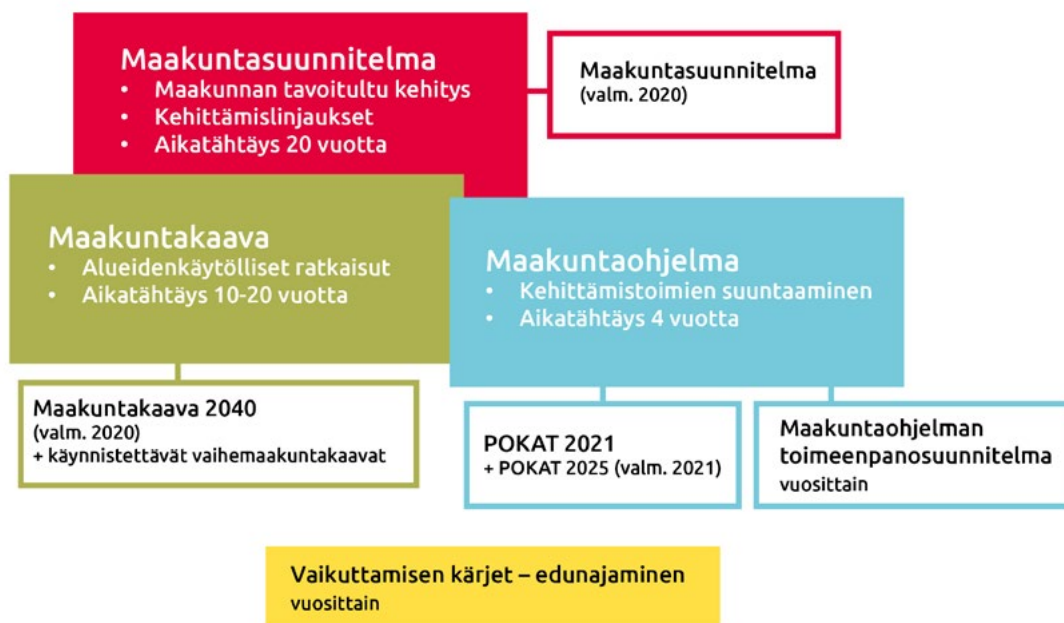 Maakuntasuunnitelma
• Maakunnan tavoitultu kehitys
• Kehittämislinjaukset
• Aikatähtäys 20 vuotta
Maakuntasuunnitelma
(valm. 2020)
Maakuntakaava
• Alueidenkäytölliset ratkaisut
• Aikatähtäys 10-20 vuotta
Maakuntaohjelma
• Kehittämistoimien suuntaaminen
• Aikatähtäys 4 vuotta
Maakuntakaava 2040
(valm. 2020)
+ käynnistettävät vaihemaakuntakaavat
POKAT 2021
+ POKAT 2025 (valm. 2021)
Maakuntaohjelman
toimeenpanosuunnitelma
vuosittain
Vaikuttamisen kärjet – edunajaminen
vuosittain